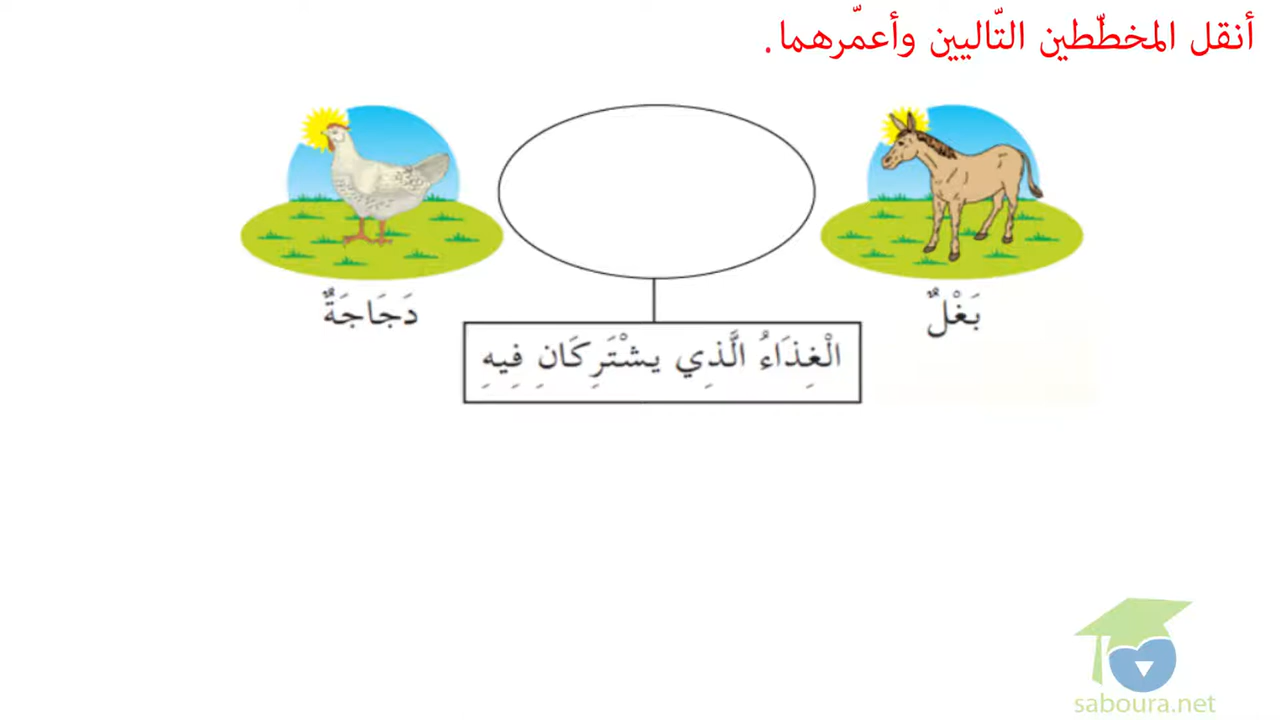 أنقل المخطّطين التّاليين وأعمّرهما.
بَغْلٌ
دَجَاجَةٌ
الْغِذَاءُ الَّذِي يشْتَرِكَانِ فِيهِ
saboura.net